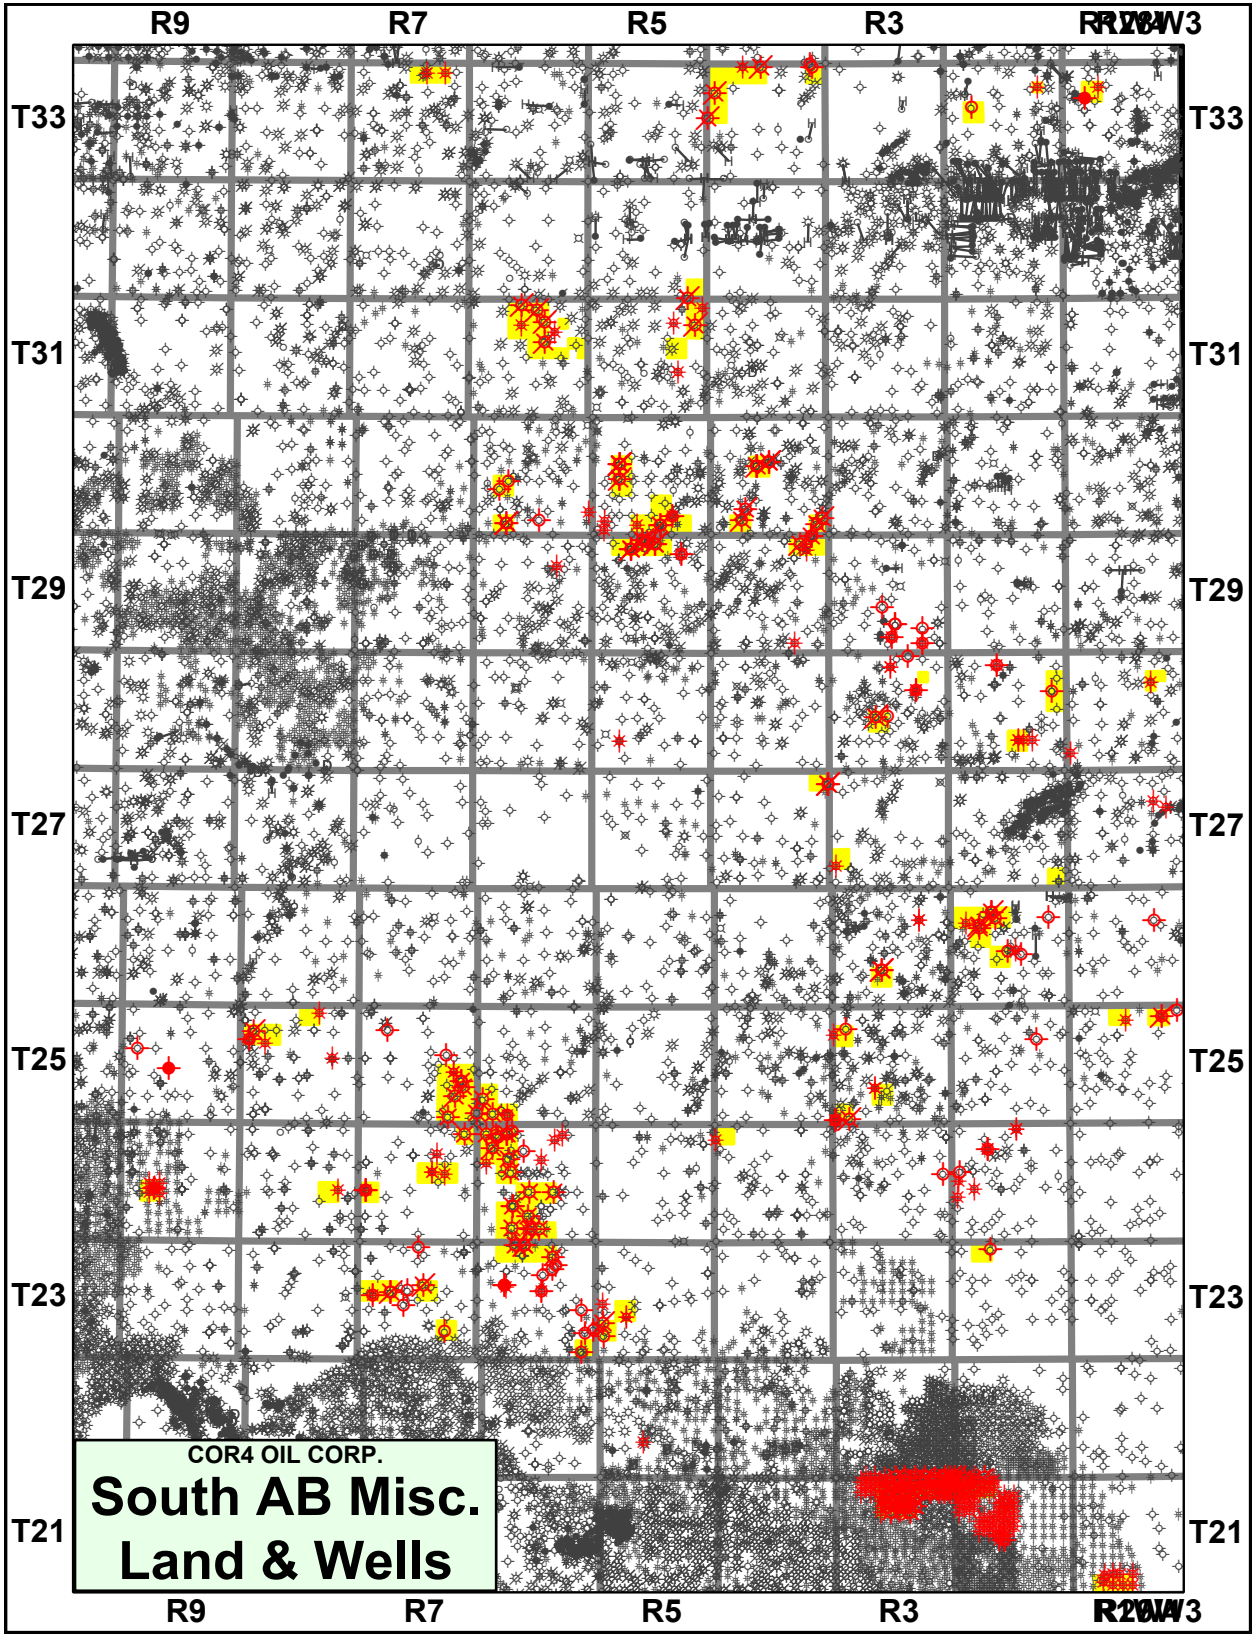 R9 R7 R5 R3
T33 T33
T31 T31
T29 T29
T27 T27
T25 T25
T23 T23
COR4 OIL CORP.
South AB Misc.
Land & Wells
T21 T21
R9 R7 R5 R3